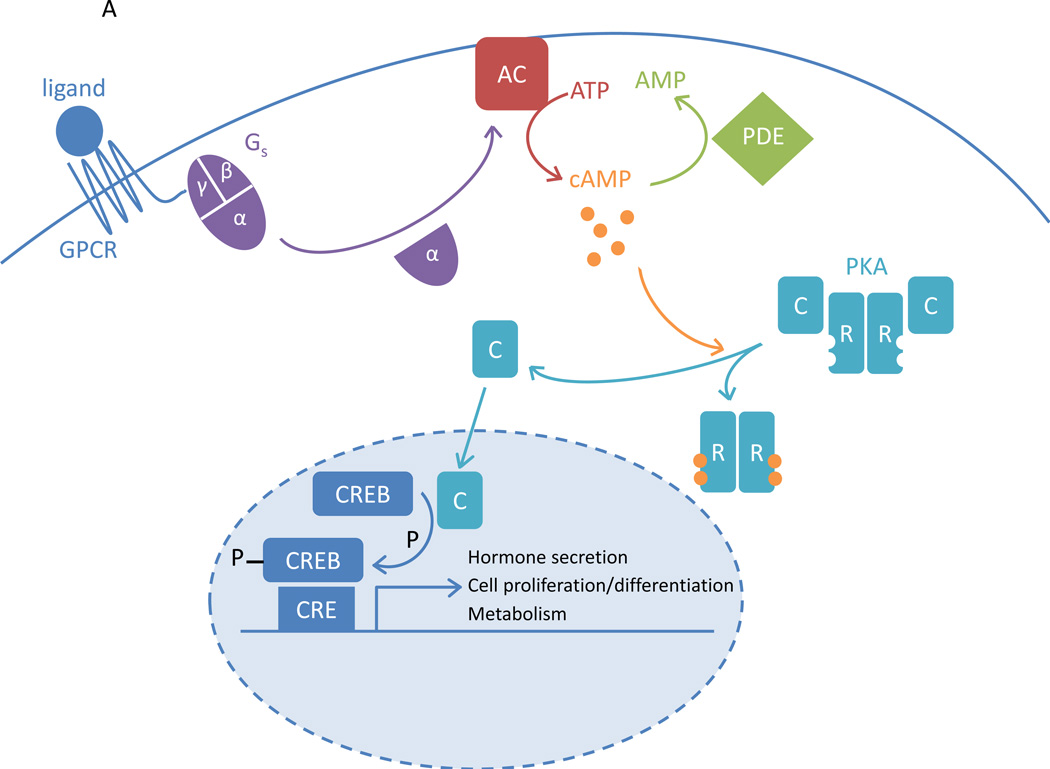 A
ligand
GPCR
Gs
γ
β
α
α
AC
ATP
AMP
PDE
cAMP
PKA
C
R
R
C
C
R
R
CREB
C
P
P
CREB
CRE
Hormone secretion
Cell proliferation/differentiation
Metabolism